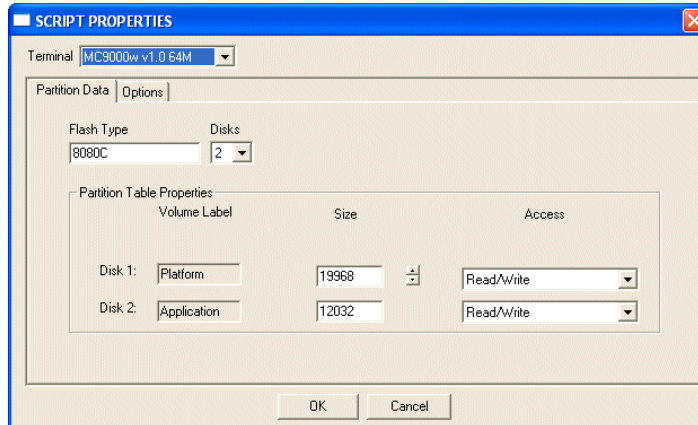 SCRIPT PROPERTIES
Terminal MC9000w v1.0 64M
Partition Data Options
Flash Type Disks
8080C 2
Partition Table Properties
Volume Label Size Access
Disk 1: Platform 19968 Read/Write
Disk 2: Application 12032 Read/Write
OK Cancel